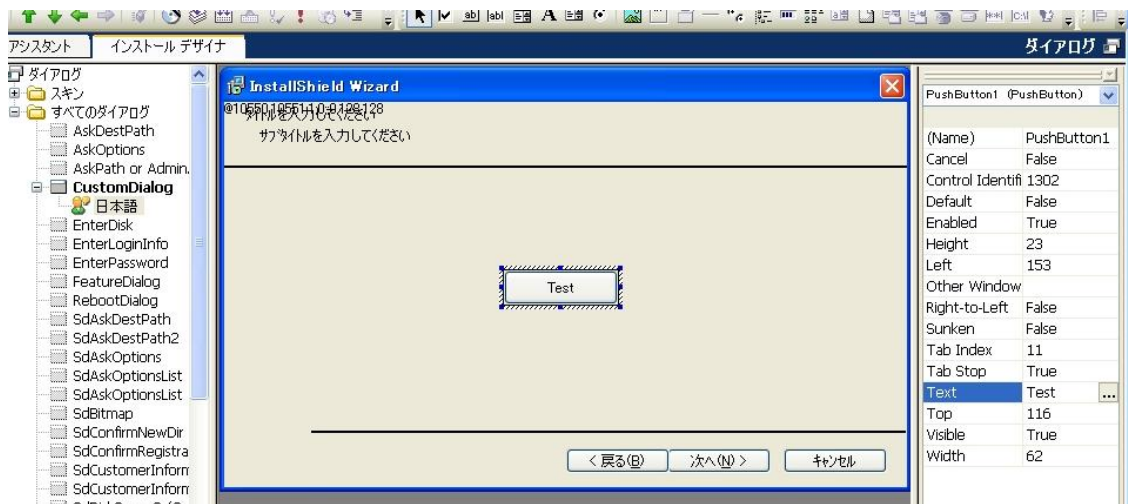 アシスタント
インストール デザイナ
ダイアログ
ダイアログ
スキン
すべてのダイアログ
AskDestPath
AskOptions
AskPath or Admin.
CustomDialog
日本語
EnterDisk
EnterLoginInfo
EnterPassword
FeatureDialog
RebootDialog
SdAskDestPath
SdAskDestPath2
SdAskOptions
SdAskOptionsList
SdAskOptionsList
SdBitmap
SdConfirmNewDir
SdConfirmRegistra
SdCustomerInform
SdCustomerInform
InstallShield Wizard
サブタイトルを入力してください
Test
< 戻る(B)
次へ(N) >
キャンセル
PushButton1 (PushButton)
(Name) PushButton1
Cancel False
Control Identifi 1302
Default False
Enabled True
Height 23
Left 153
Other Window
Right-to-Left False
Sunken False
Tab Index 11
Tab Stop True
Text Test ...
Top 116
Visible True
Width 62